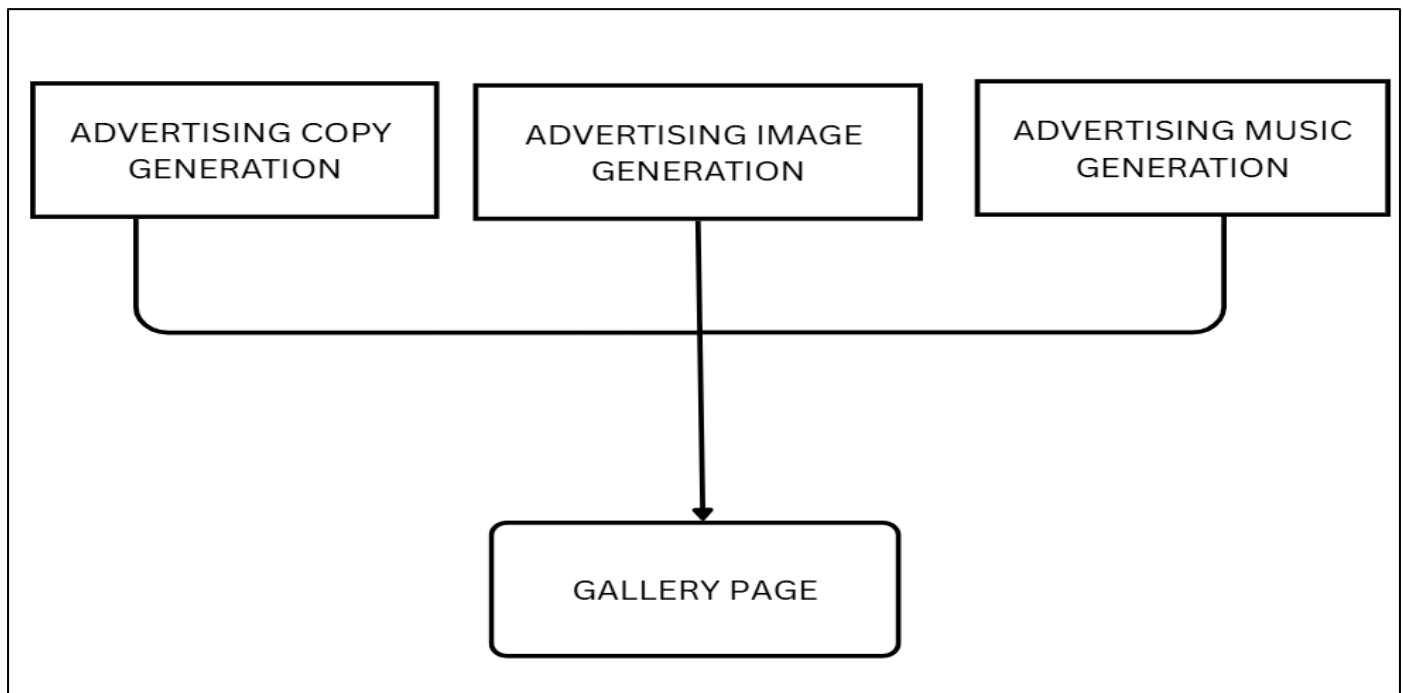 ADVERTISING COPY
GENERATION
ADVERTISING IMAGE
GENERATION
ADVERTISING MUSIC
GENERATION
GALLERY PAGE